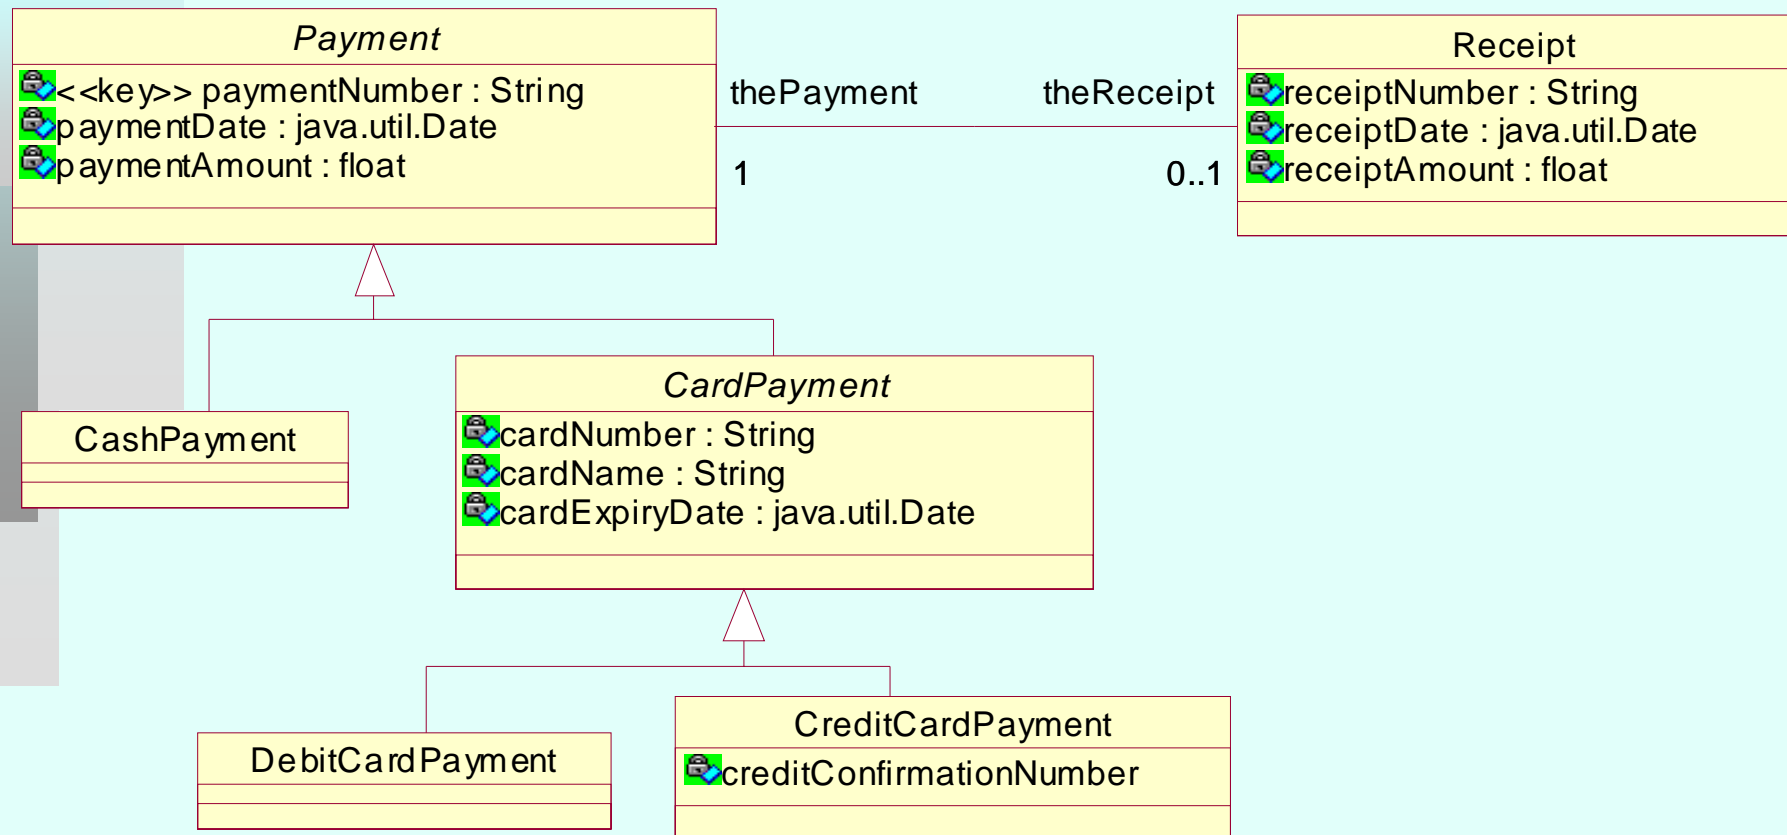 Payment
<<key>> paymentNumber : String
paymentDate : java.util.Date
paymentAmount : float
thePayment
theReceipt
1
0..1
Receipt
receiptNumber : String
receiptDate : java.util.Date
receiptAmount : float
CashPayment
CardPayment
cardNumber : String
cardName : String
cardExpiryDate : java.util.Date
DebitCardPayment
CreditCardPayment
creditConfirmationNumber